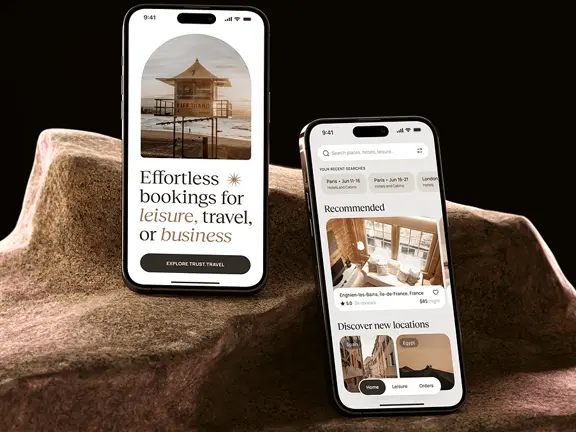 9:41
Effortless
bookings for
leisure, travel,
or business
EXPLORE TRUST.TRAVEL
9:41
Search places, hotels, leisure...
YOUR RECENT SEARCHES
Paris • Jun 11-16
Hotels and Cabins
Paris • Jun 16-21
Hotels and Cabins
London
Hotels
Recommended
Enghien-les-Bains, Île-de-France, France
5.0
$85/night
Discover new locations
Spain
Egypt
Home
Leisure
Orders